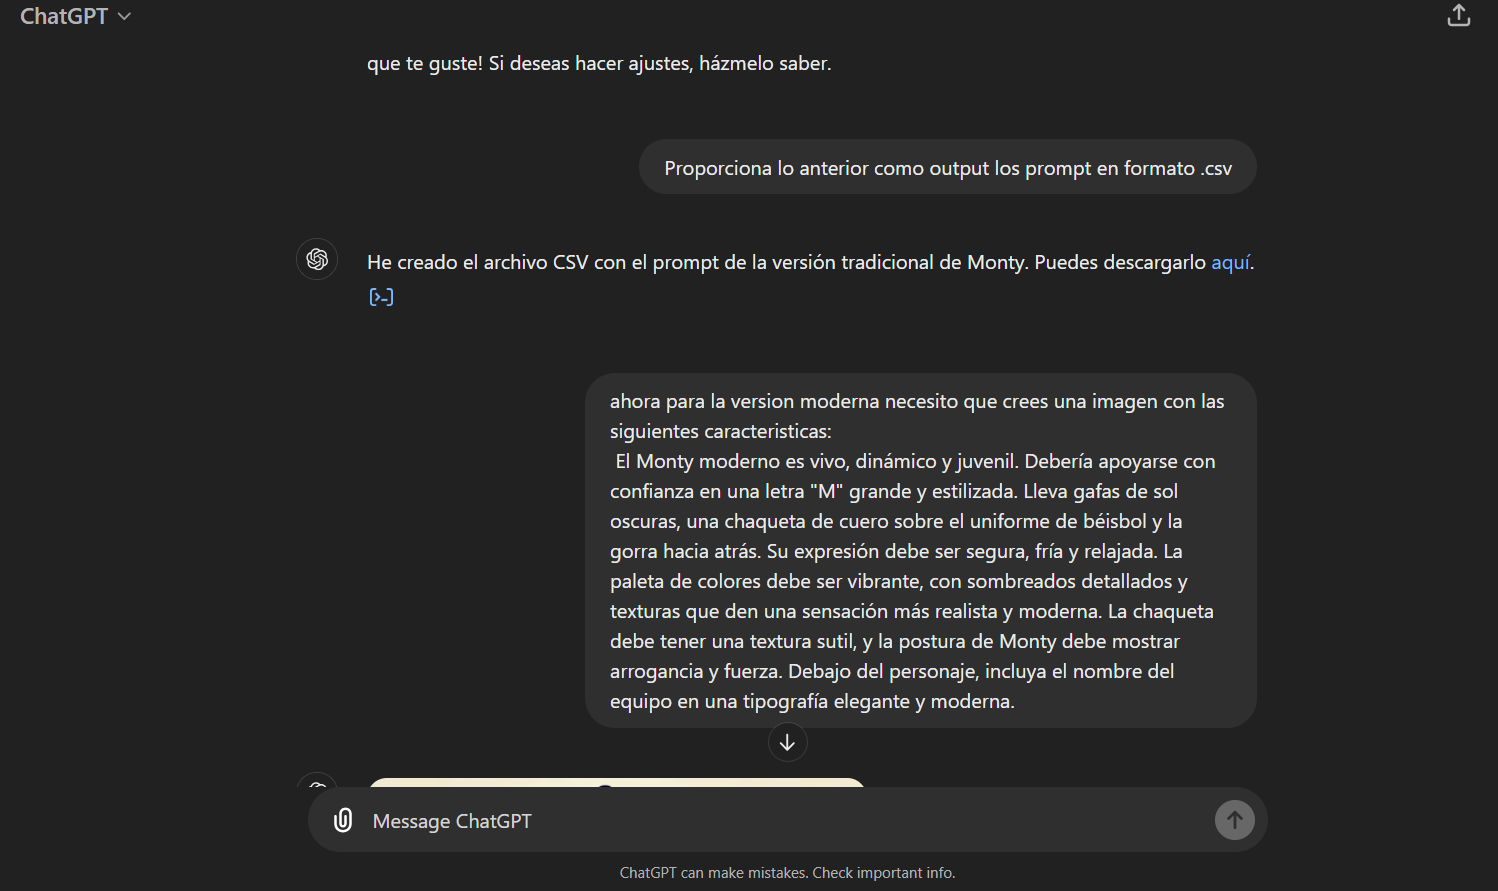 ChatGPT
que te guste! Si deseas hacer ajustes, házmelo saber.
Proporciona lo anterior como output los prompt en formato .csv
He creado el archivo CSV con el prompt de la versión tradicional de Monty. Puedes descargarlo aquí.
ahora para la version moderna necesito que crees una imagen con las
siguientes caracteristicas:
El Monty moderno es vivo, dinámico y juvenil. Debería apoyarse con
confianza en una letra "M" grande y estilizada. Lleva gafas de sol
oscuras, una chaqueta de cuero sobre el uniforme de béisbol y la
gorra hacia atrás. Su expresión debe ser segura, fría y relajada. La
paleta de colores debe ser vibrante, con sombreados detallados y
texturas que den una sensación más realista y moderna. La chaqueta
debe tener una textura sutil, y la postura de Monty debe mostrar
arrogancia y fuerza. Debajo del personaje, incluya el nombre del
equipo en una tipografía elegante y moderna.
Message ChatGPT
ChatGPT can make mistakes. Check important info.